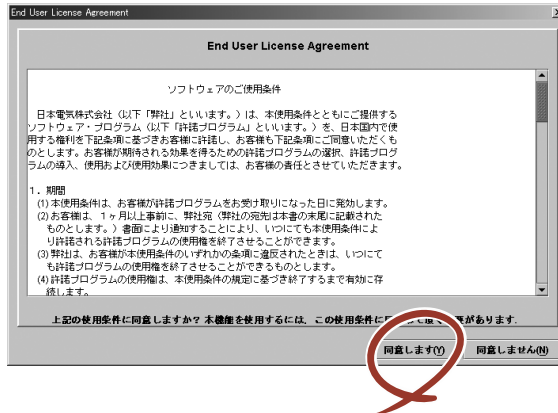 End User License Agreement
End User License Agreement
ソフトウェアのご使用条件
日本電気株式会社（以下「弊社」といいます。）は、本使用条件とともにご提供する
ソフトウェア・プログラム（以下「許諾プログラム」といいます。）を、日本国内で使
用する権利を下記条項に基づきお客様に許諾し、お客様も下記条項にご同意いただくも
のとします。お客様が期待される効果を得るための許諾プログラムの選択、許諾プログ
ラムの導入、使用および使用効果につきましては、お客様の責任とさせていただきます。
1．期間
(1)本使用条件は、お客様が許諾プログラムをお受け取りになった日に発効します。
(2)お客様は、1ヶ月以上事前に、弊社宛（弊社の宛先は本書の末尾に記載された
ものとします。）書面により通知することにより、いつにても本使用条件によ
り許諾される許諾プログラムの使用権を終了させることができます。
(3)弊社は、お客様が本使用条件のいずれかの条項に違反されたときは、いつにて
も許諾プログラムの使用権を終了させることができるものとします。
(4)許諾プログラムの使用権は、本使用条件の規定に基づき終了するまで有効に存
続します。
上記の使用条件に同意しますか? 本機能を使用するには、この使用条件に があります.
同意します(Y) 同意しません(N)